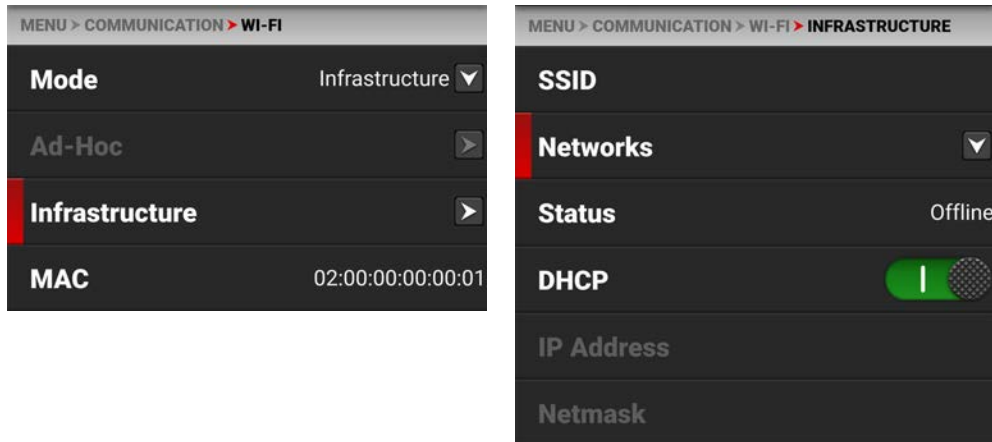 MENU > COMMUNICATION > WI-FI
Mode Infrastructure
Ad-Hoc
Infrastructure
MAC 02:00:00:00:00:01
MENU > COMMUNICATION > WI-FI > INFRASTRUCTURE
SSID
Networks
Status Offline
DHCP
IP Address
Netmask